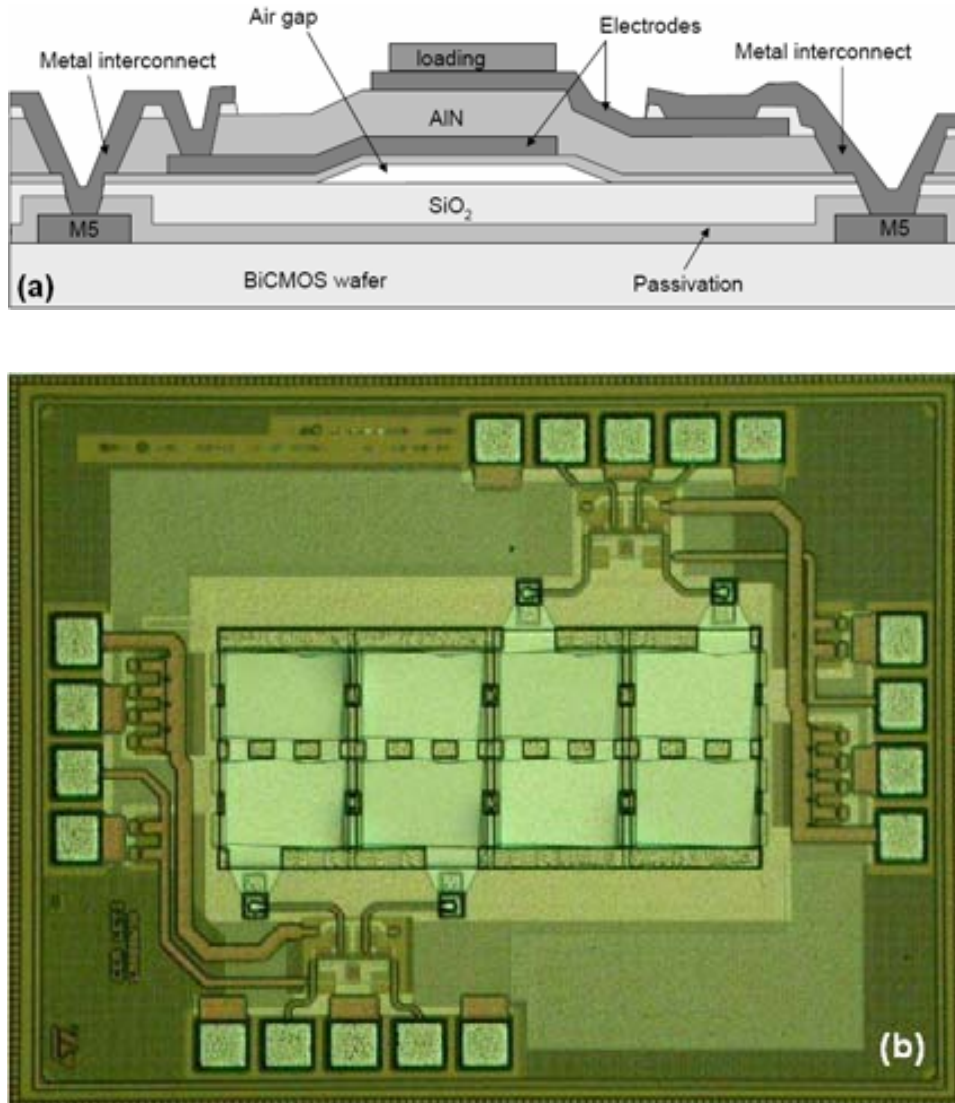 Air gap
Electrodes
Metal interconnect
Metal interconnect
loading
AlN
SiO2
M5
M5
BiCMOS wafer
Passivation
(a)
(b)